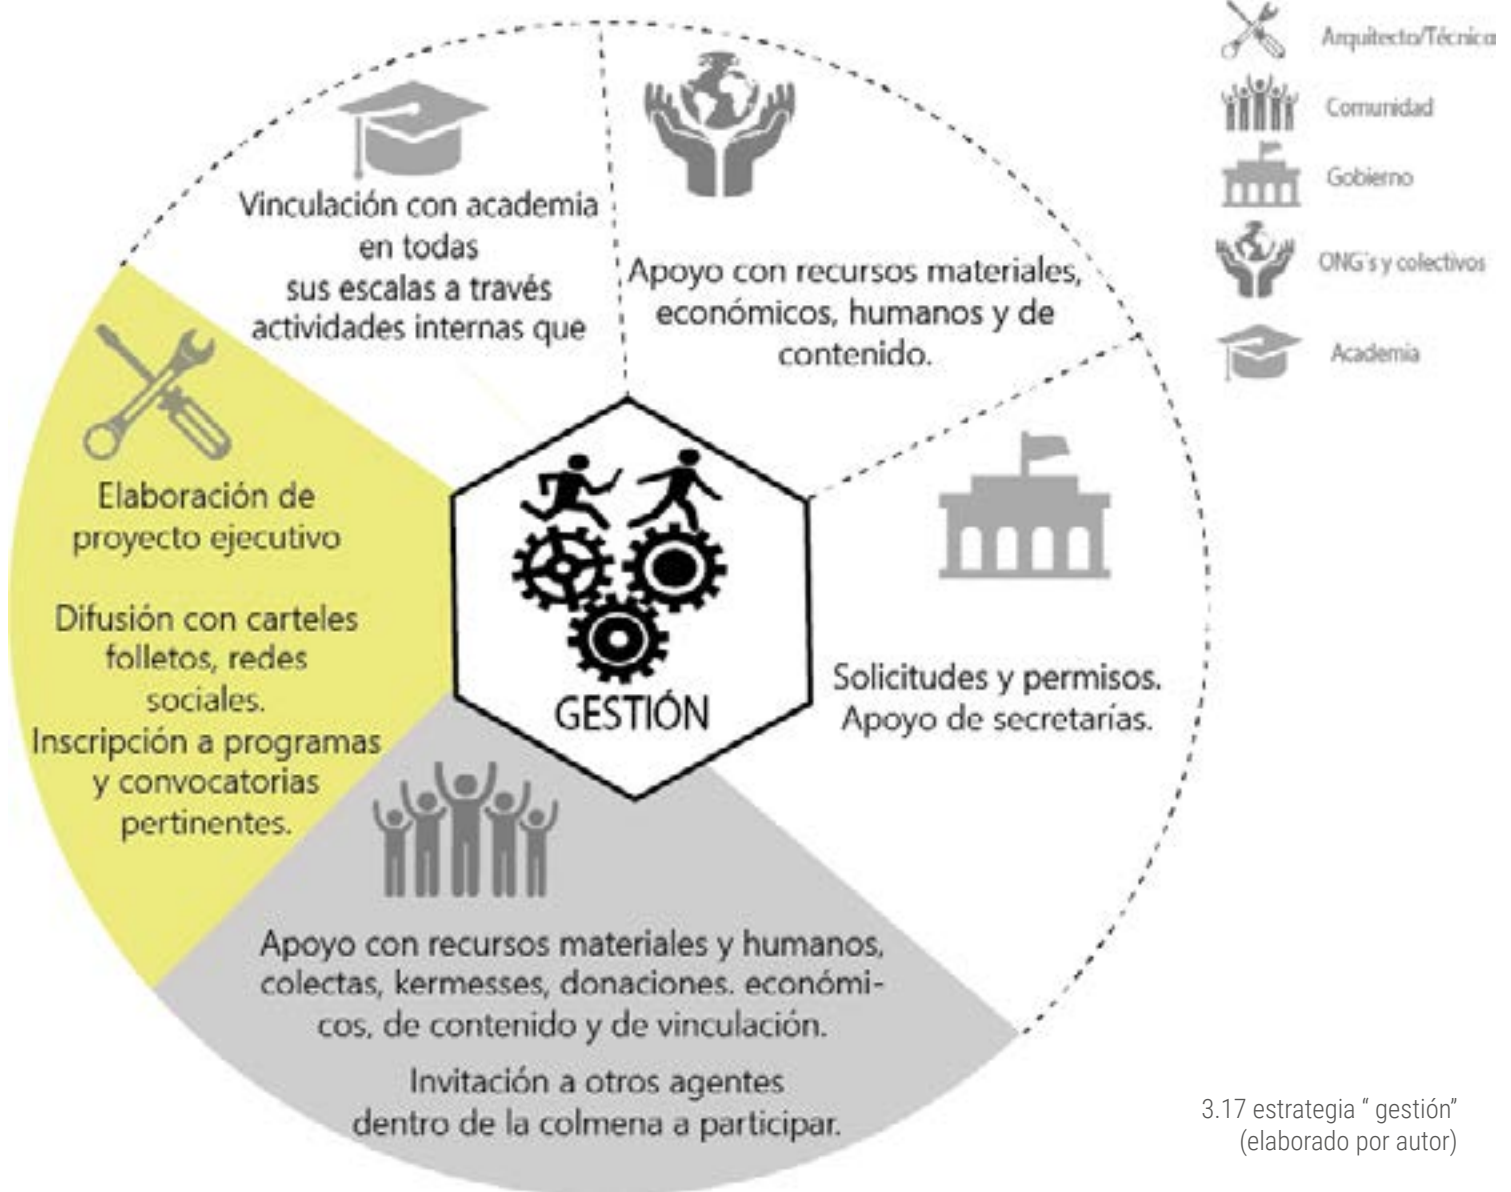 Vinculación con academia
en todas
sus escalas a través
actividades internas que
Apoyo con recursos materiales,
económicos, humanos y de
contenido.
Solicitudes y permisos.
Apoyo de secretarías.
Elaboración de
proyecto ejecutivo
Difusión con carteles
folletos, redes
sociales.
Inscripción a programas
y convocatorias
pertinentes.
GESTIÓN
Apoyo con recursos materiales y humanos,
colectas, kermesses, donaciones. económi-
cos, de contenido y de vinculación.
Invitación a otros agentes
dentro de la colmena a participar.
Arquitecto/Técnico
Comunidad
Gobierno
ONG´s y colectivos
Academia
3.17 estrategia “ gestión”
(elaborado por autor)